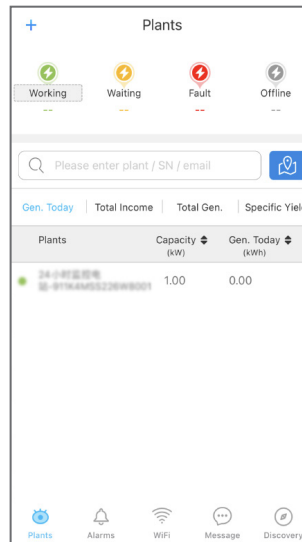 +
Plants
Working Waiting Fault Offline
-- -- -- --
Please enter plant / SN / email
Gen. Today Total Income Total Gen. Specific Yiel
Plants Capacity Gen. Today
(kW) (kWh)
1.00 0.00
Plants Alarms WiFi Message Discovery